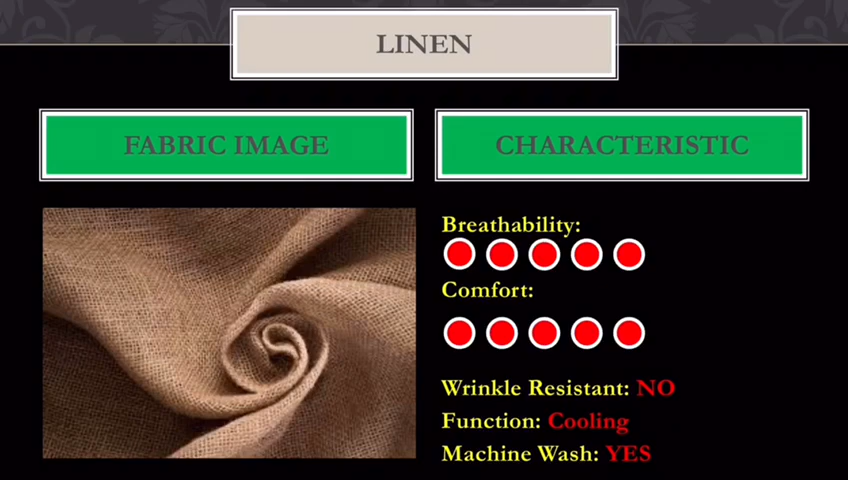 LINEN
FABRIC IMAGE
CHARACTERISTIC
Breathability:
Comfort:
Wrinkle Resistant: NO
Function: Cooling
Machine Wash: YES